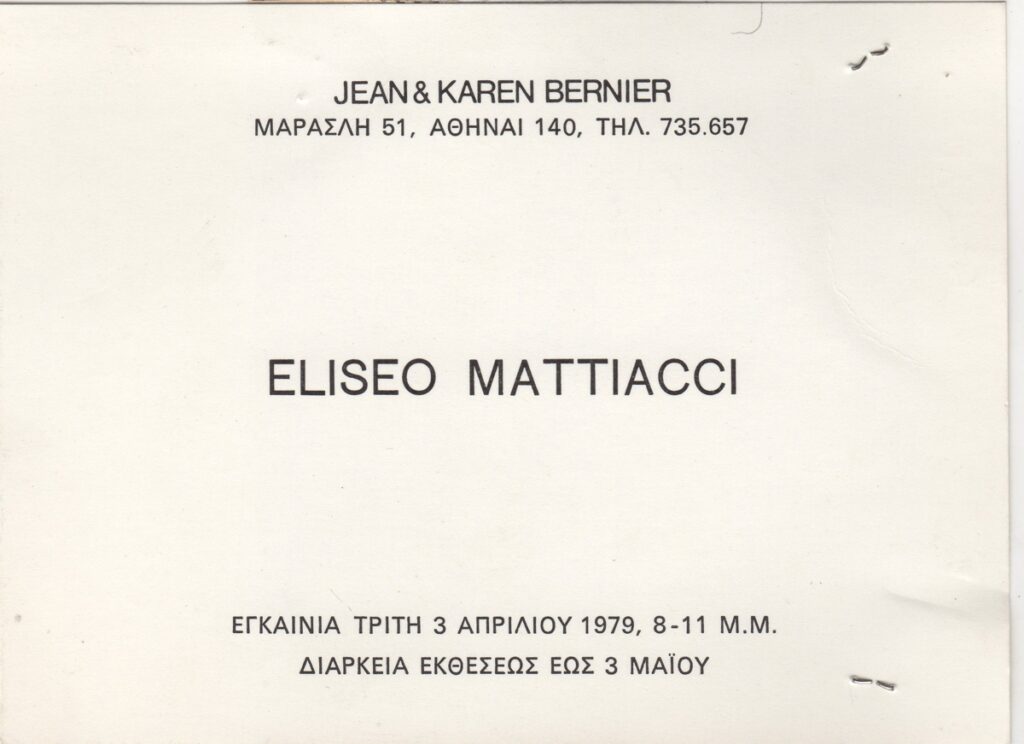 JEAN & KAREN BERNIER
ΜΑΡΑΣΛΗ 51, ΑΘΗΝΑΙ 140, ΤΗΛ. 735.657
ELISEO MATTIACCI
ΕΓΚΑΙΝΙΑ ΤΡΙΤΗ 3 ΑΠΡΙΛΙΟΥ 1979, 8-11 Μ.Μ.
ΔΙΑΡΚΕΙΑ ΕΚΘΕΣΕΩΣ ΕΩΣ 3 ΜΑΪΟΥ